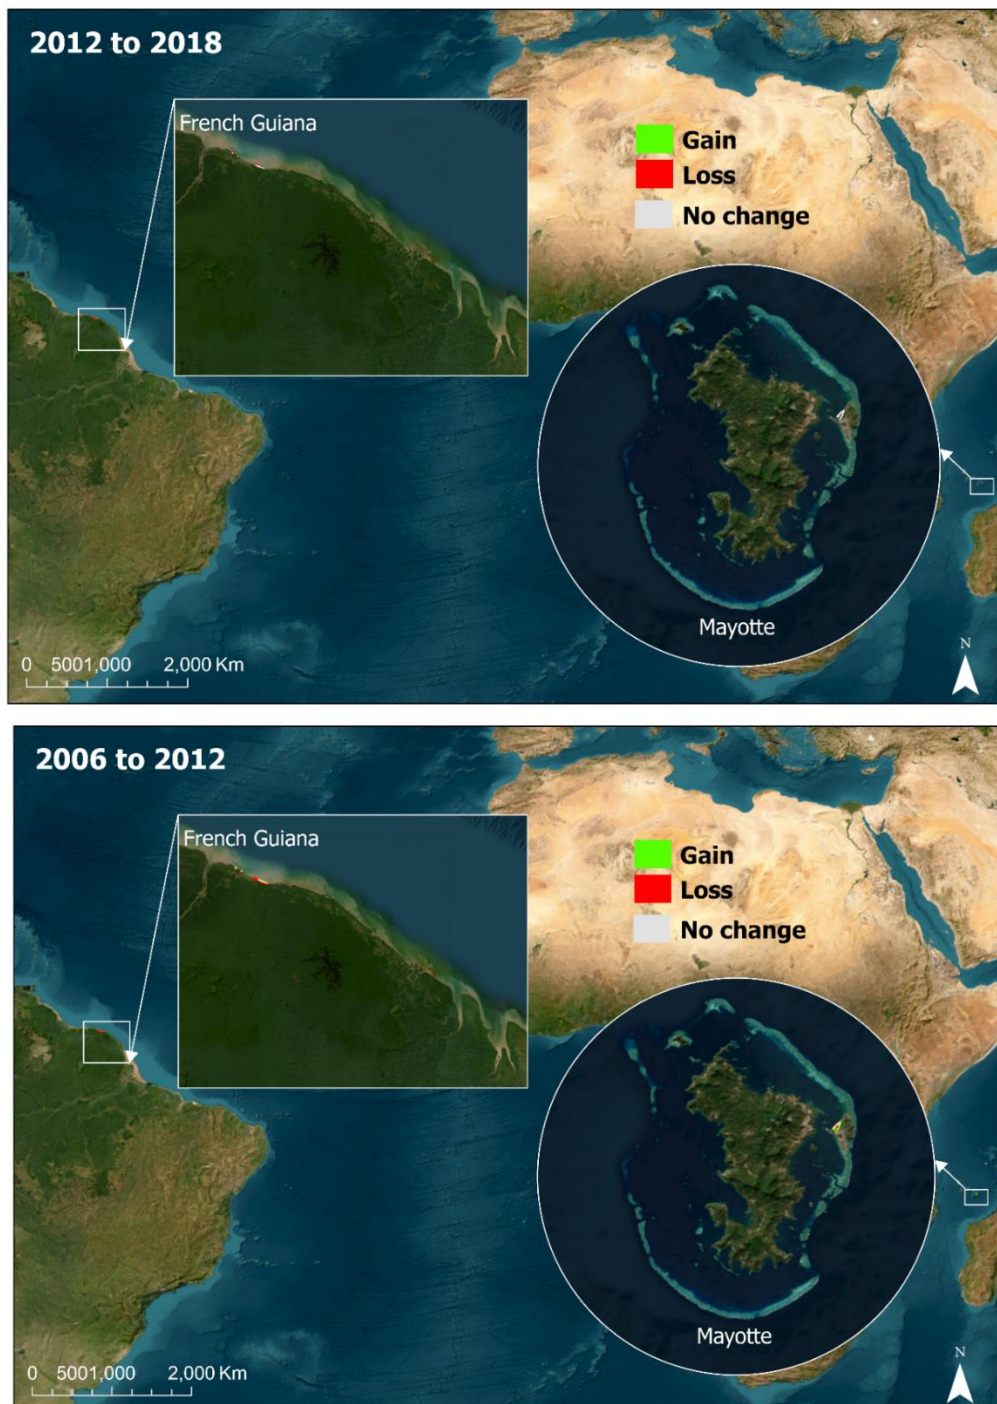 2012 to 2018
French Guiana
Gain
Loss
No change
Mayotte
0 5001,000 2,000 Km
N
2006 to 2012
French Guiana
Gain
Loss
No change
Mayotte
0 5001,000 2,000 Km
N